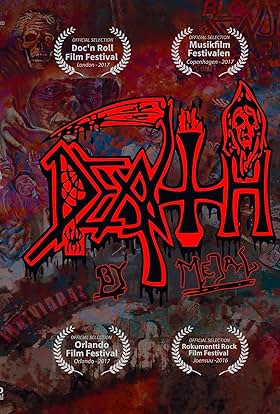 OFFICIAL SELECTION
Doc'n Roll
Film Festival
London - 2017
OFFICIAL SELECTION
Musikfilm
Festivalen
Copenhagen - 2017
DEATH
BY METAL
OFFICIAL SELECTION
Orlando
Film Festival
Orlando - 2017
OFFICIAL SELECTION
Rokumentti Rock
Film Festival
Joensuu - 2016